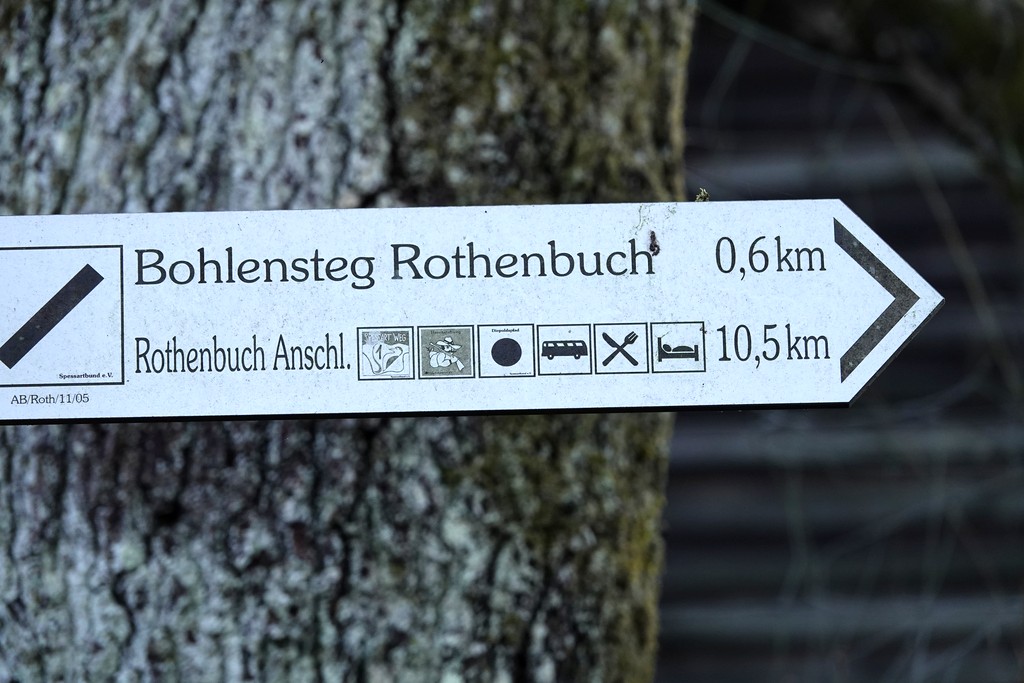 Bohlensteg Rothenbuch 0,6 km
Rothenbuch Anschl. 10,5 km
Spessartbund e.V.
AB/Roth/11/05